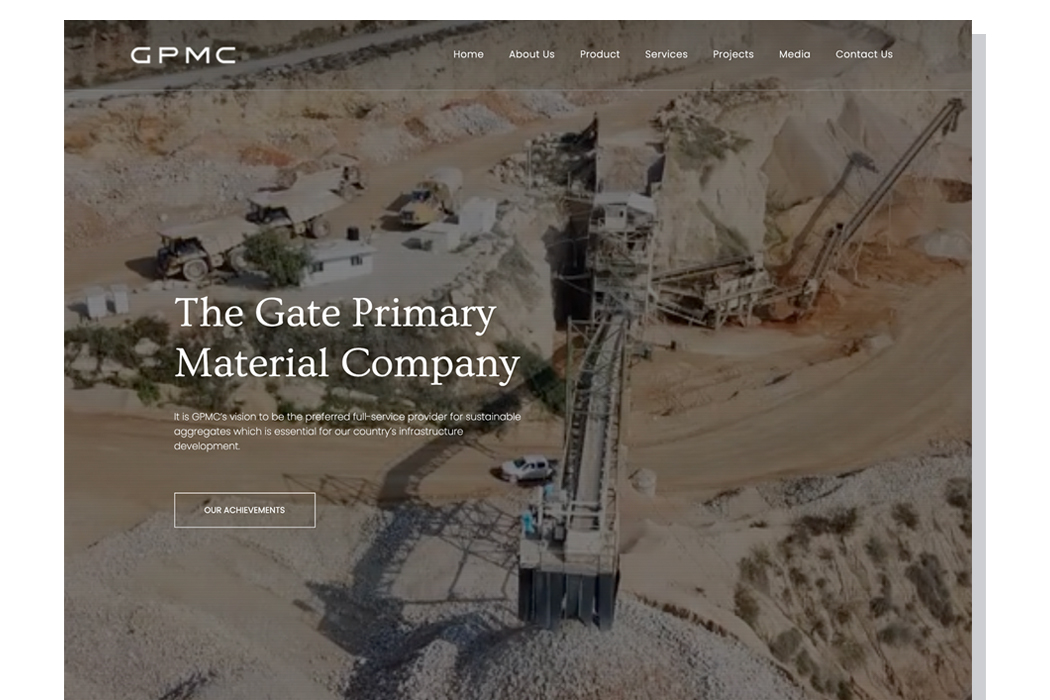 GPMC
Home About Us Product Services Projects Media Contact Us
The Gate Primary
Material Company
It is GPMC's vision to be the preferred full-service provider for sustainable
aggregates which is essential for our country's infrastructure
development.
OUR ACHIEVEMENTS